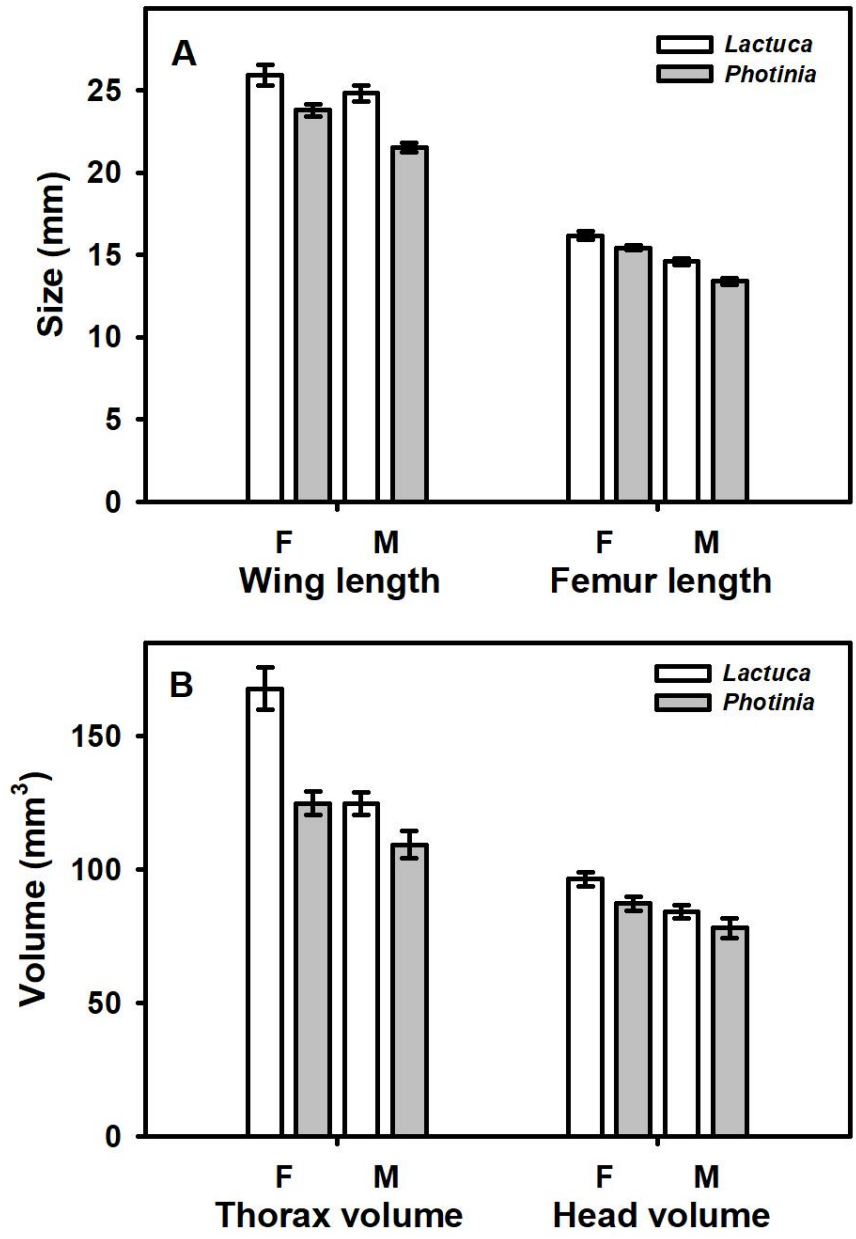 A
Lactuca
Photinia
Size (mm)
25
20
15
10
5
0
F M F M
Wing length Femur length
B
Lactuca
Photinia
Volume (mm³)
150
100
50
0
F M F M
Thorax volume Head volume